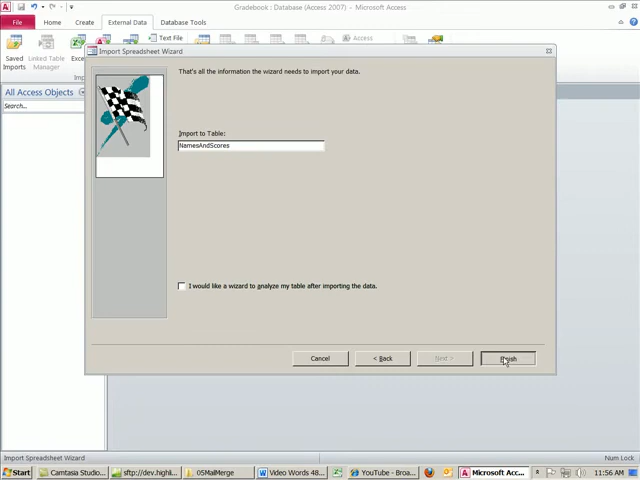 Gradebook : Database (Access 2007) - Microsoft Access
File
Home
Create
External Data
Database Tools
Saved
Imports
Linked Table
Manager
Text File
Access
Import Spreadsheet Wizard
All Access Objects
Search...
That's all the information the wizard needs to import your data.
Import to Table:
NamesAndScores
I would like a wizard to analyze my table after importing the data.
Cancel
< Back
Next >
Finish
Import Spreadsheet Wizard
Num Lock
Start
Camtasia Studio...
sftp://dev.highli...
05MailMerge
Video Words 48...
YouTube - Broa...
Microsoft Acc...
11:56 AM